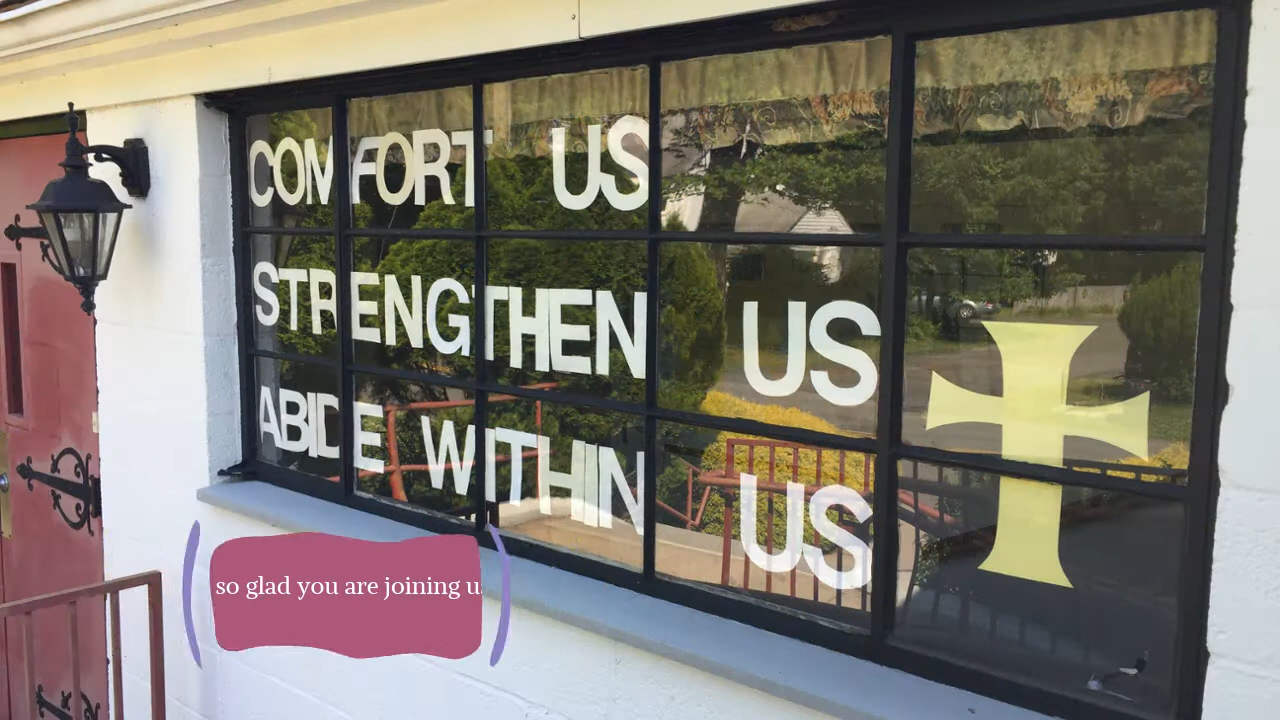 COMFORT US
STRENGTHEN US
ABIDE WITHIN US
so glad you are joining